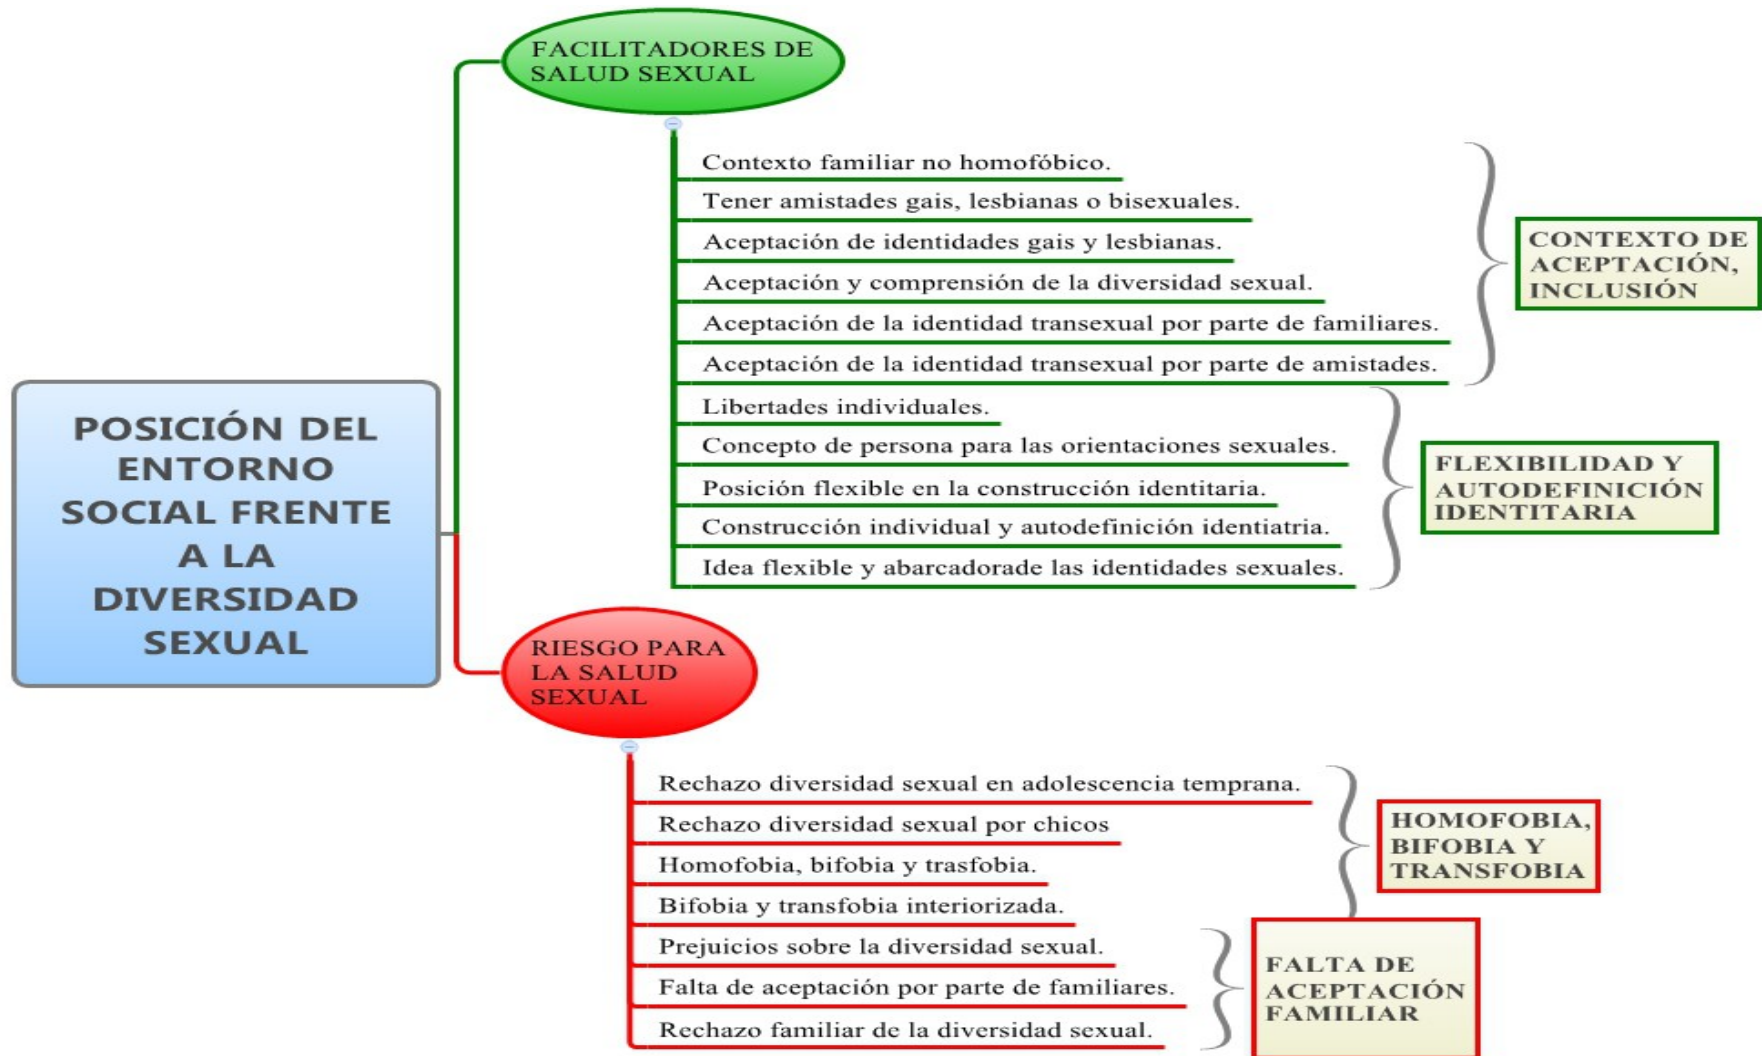 FACILITADORES DE
SALUD SEXUAL
Contexto familiar no homofóbico.
Tener amistades gais, lesbianas o bisexuales.
Aceptación de identidades gais y lesbianas.
Aceptación y comprensión de la diversidad sexual.
Aceptación de la identidad transexual por parte de familiares.
Aceptación de la identidad transexual por parte de amistades.
CONTEXTO DE
ACEPTACIÓN,
INCLUSIÓN
Libertades individuales.
Concepto de persona para las orientaciones sexuales.
Posición flexible en la construcción identitaria.
Construcción individual y autodefinición identiatria.
Idea flexible y abarcadorade las identidades sexuales.
FLEXIBILIDAD Y
AUTODEFINICIÓN
IDENTITARIA
POSICIÓN DEL
ENTORNO
SOCIAL FRENTE
A LA
DIVERSIDAD
SEXUAL
RIESGO PARA
LA SALUD
SEXUAL
Rechazo diversidad sexual en adolescencia temprana.
Rechazo diversidad sexual por chicos
Homofobia, bifobia y trasfobia.
Bifobia y transfobia interiorizada.
HOMOFOBIA,
BIFOBIA Y
TRANSFOBIA
Prejuicios sobre la diversidad sexual.
Falta de aceptación por parte de familiares.
Rechazo familiar de la diversidad sexual.
FALTA DE
ACEPTACIÓN
FAMILIAR